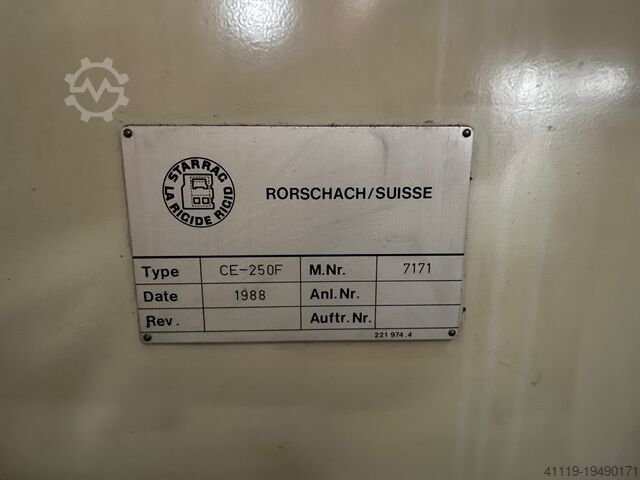 STARRAG
LA RIGIDE RIGID
RORSCHACH/SUISSE
Type CE-250F M.Nr. 7171
Date 1988 Anl.Nr.
Rev. Auftr.Nr.
221 974 .4
41119-19490171